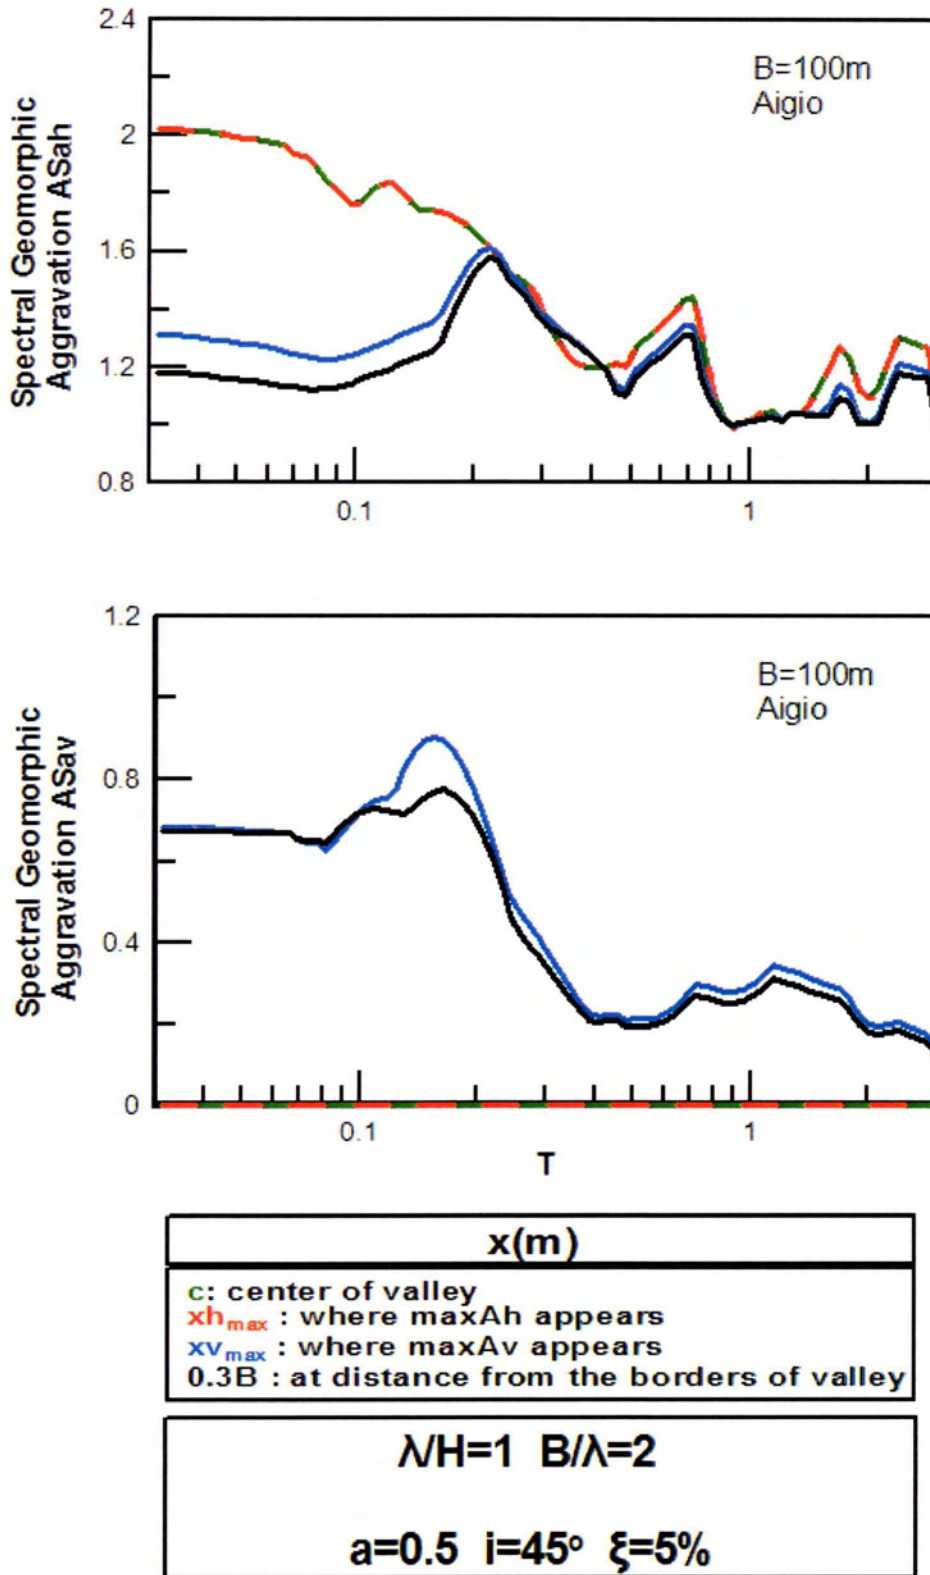 2.4
B=100m
Aigio
2
1.6
1.2
0.8
Spectral Geomorphic
Aggravation ASah
0.1
1
1.2
B=100m
Aigio
0.8
0.4
0
Spectral Geomorphic
Aggravation ASav
0.1
1
T
x(m)
c: center of valley
xhmax : where maxAh appears
xvmax : where maxAv appears
0.3B : at distance from the borders of valley
λ/H=1 B/λ=2
a=0.5 i=45° ξ=5%